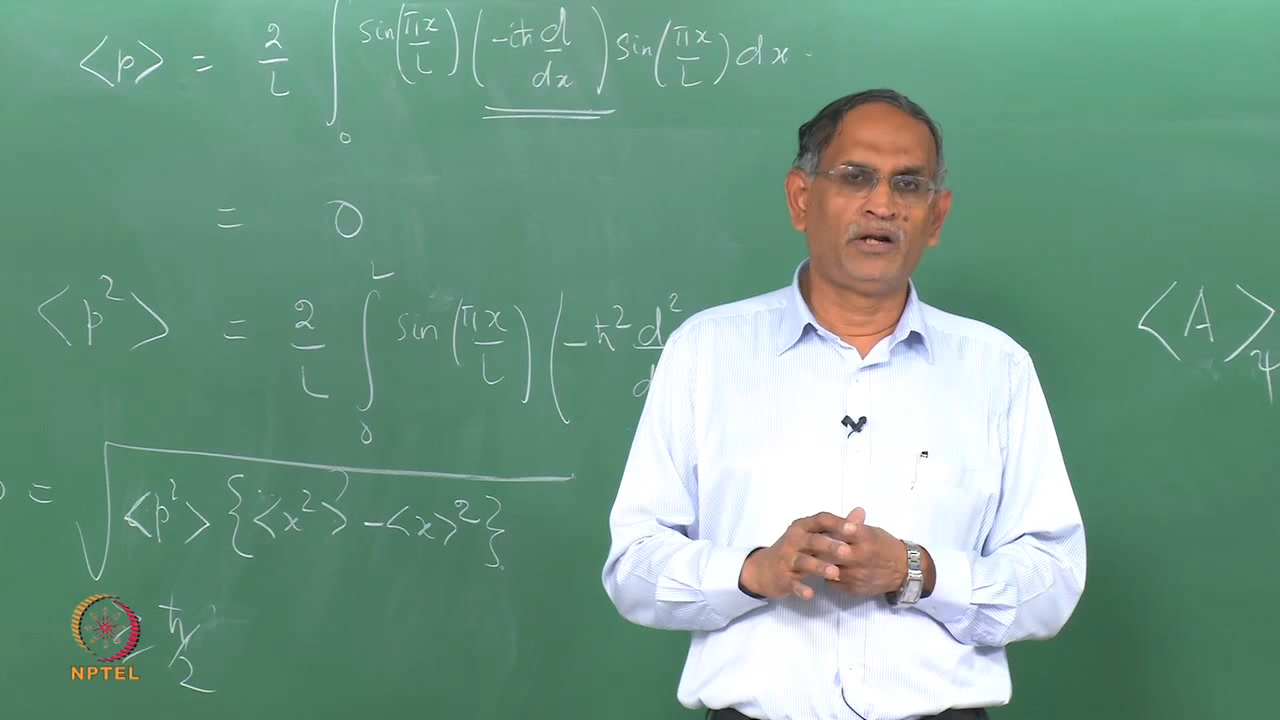 <p> = 2/L ∫₀ sin(πx/L) (-iħ d/dx) sin(πx/L) dx
= 0
<p²> = 2/L ∫₀ᴸ sin(πx/L) (-ħ² d²/d
<A>ψ
= √<p²> {<x²> - <x>²}
≥ ħ/2
NPTEL